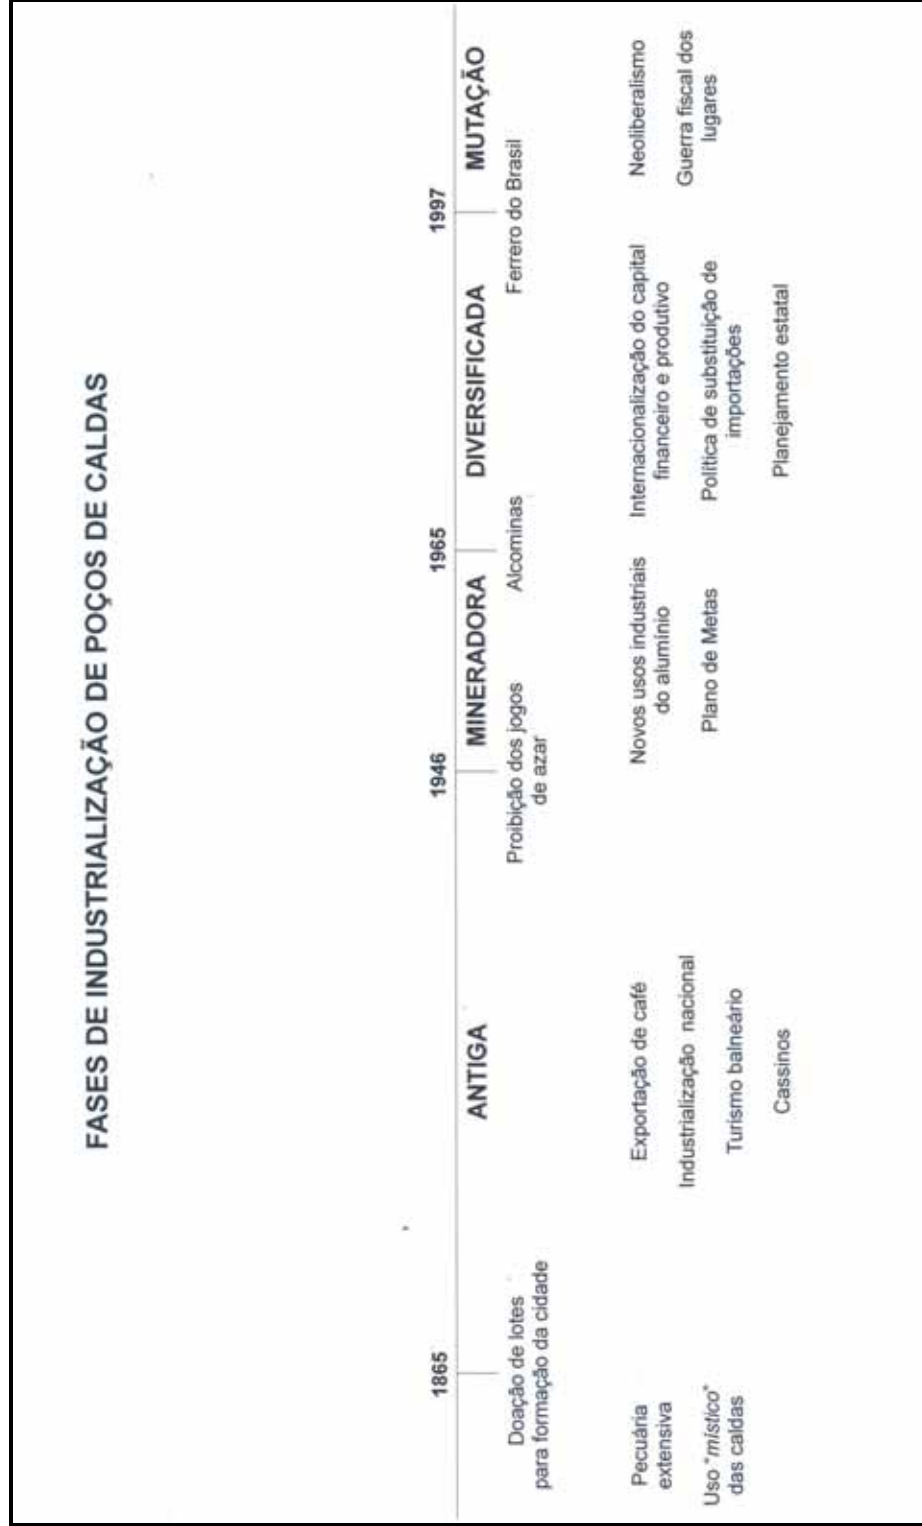 FASES DE INDUSTRIALIZAÇÃO DE POÇOS DE CALDAS
1865
1946
1965
1997
ANTIGA
MINERADORA
DIVERSIFICADA
MUTAÇÃO
Doação de lotes
para formação da cidade
Proibição dos jogos
de azar
Alcominas
Ferrero do Brasil
Pecuária
extensiva
Uso "místico"
das caldas
Exportação de café
Industrialização nacional
Turismo balneário
Cassinos
Novos usos industriais
do alumínio
Plano de Metas
Internacionalização do capital
financeiro e produtivo
Política de substituição de
importações
Planejamento estatal
Neoliberalismo
Guerra fiscal dos
lugares